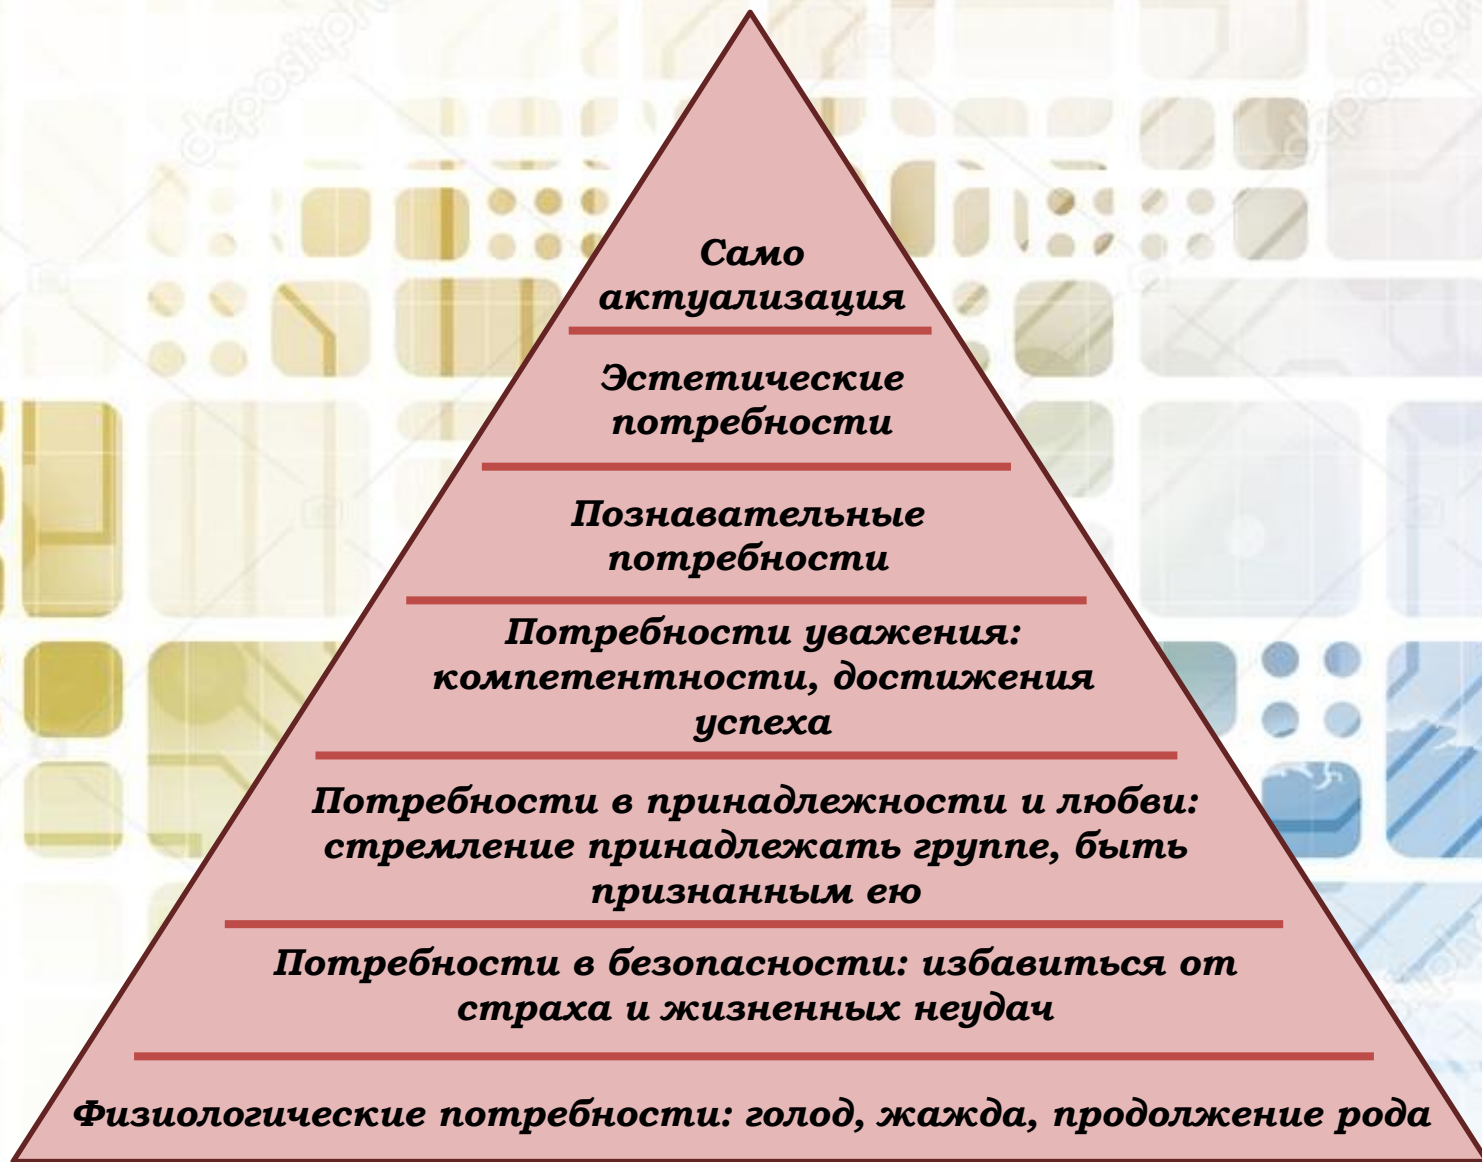 Само
актуализация
Эстетические
потребности
Познавательные
потребности
Потребности уважения:
компетентности, достижения
успеха
Потребности в принадлежности и любви:
стремление принадлежать группе, быть
признанным ею
Потребности в безопасности: избавиться от
страха и жизненных неудач
Физиологические потребности: голод, жажда, продолжение рода